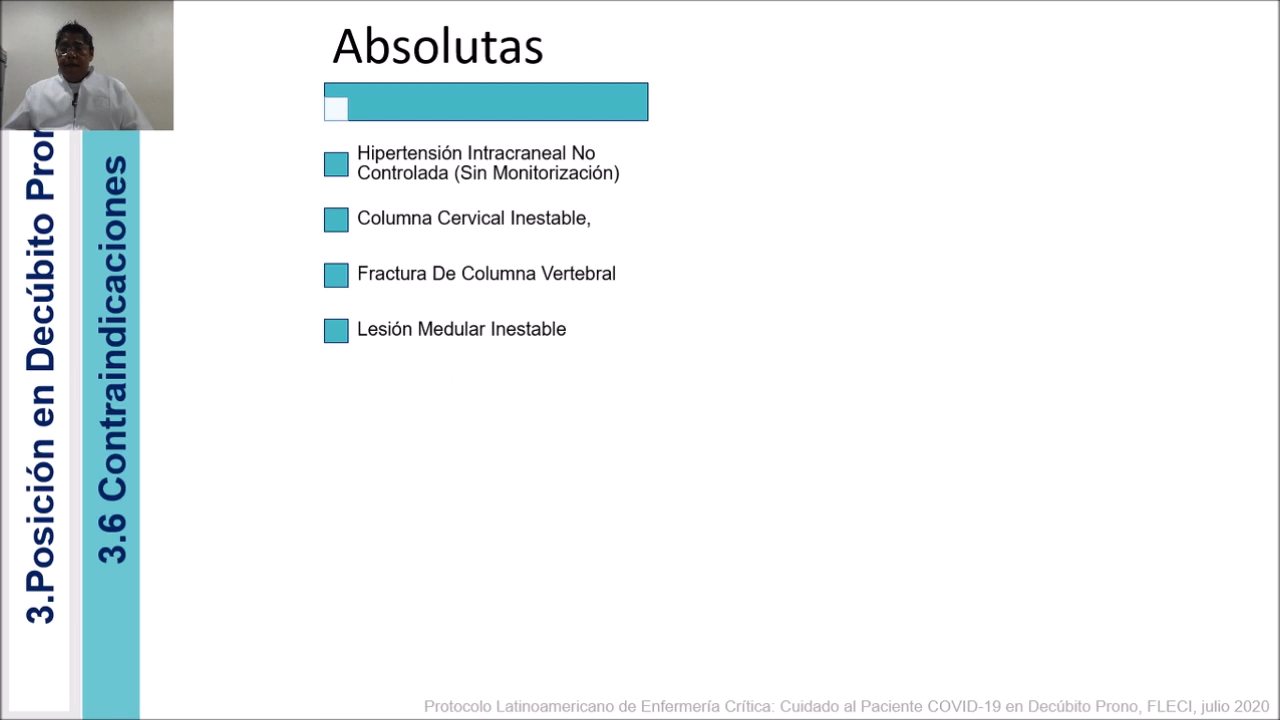 Absolutas
Hipertensión Intracraneal No
Controlada (Sin Monitorización)
Columna Cervical Inestable,
Fractura De Columna Vertebral
Lesión Medular Inestable
3.Posición en Decúbito Pron
3.6 Contraindicaciones
Protocolo Latinoamericano de Enfermería Crítica: Cuidado al Paciente COVID-19 en Decúbito Prono, FLECI, julio 2020